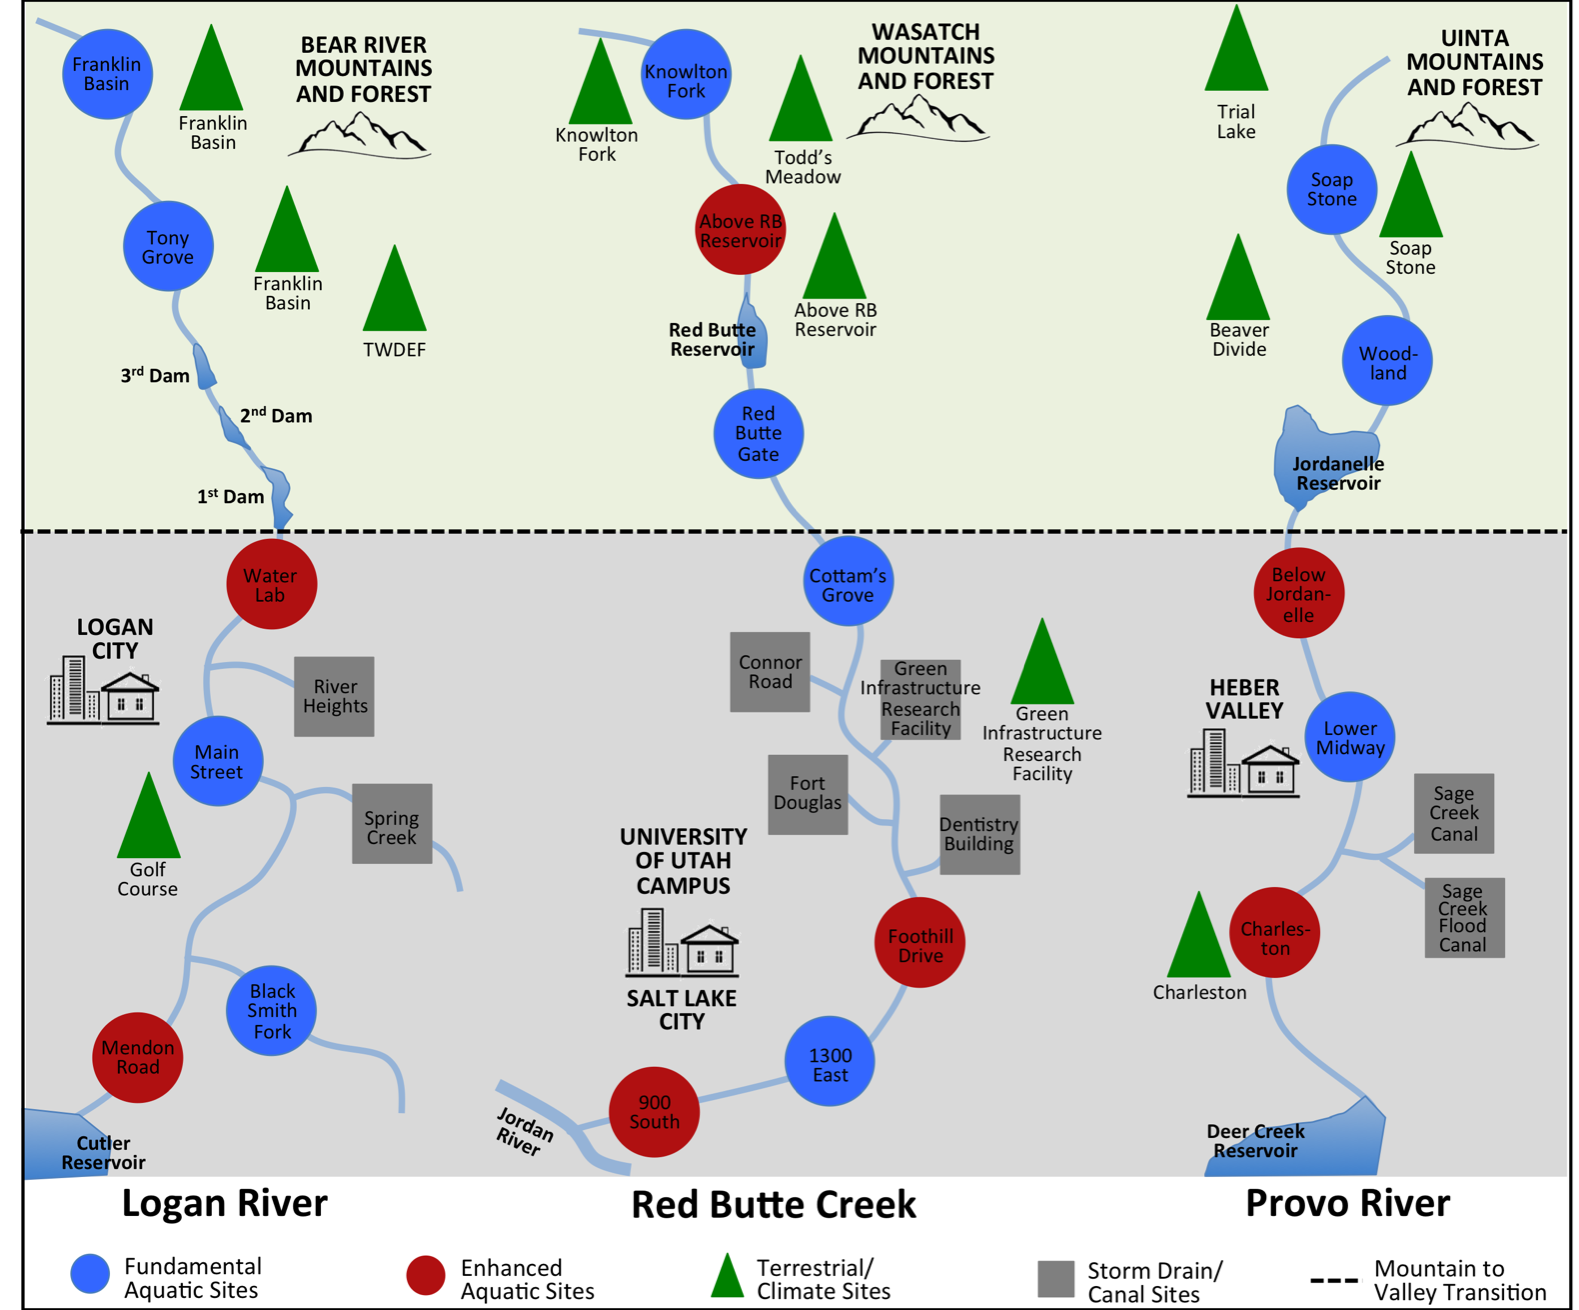 Franklin
Basin
Franklin
Basin
BEAR RIVER
MOUNTAINS
AND FOREST
Tony
Grove
Franklin
Basin
TWDEF
3rd Dam
2nd Dam
1st Dam
Water
Lab
LOGAN
CITY
River
Heights
Main
Street
Spring
Creek
Golf
Course
Black
Smith
Fork
Mendon
Road
Cutler
Reservoir
Logan River
Knowlton
Fork
Knowlton
Fork
WASATCH
MOUNTAINS
AND FOREST
Todd's
Meadow
Above RB
Reservoir
Above RB
Reservoir
Red Butte
Reservoir
Red
Butte
Gate
Cottam's
Grove
Connor
Road
Green
Infrastructure
Research
Facility
Green
Infrastructure
Research
Facility
Fort
Douglas
Dentistry
Building
UNIVERSITY
OF UTAH
CAMPUS
SALT LAKE
CITY
Foothill
Drive
1300
East
900
South
Jordan
River
Red Butte Creek
Trial
Lake
UINTA
MOUNTAINS
AND FOREST
Soap
Stone
Soap
Stone
Beaver
Divide
Wood-
land
Jordanelle
Reservoir
Below
Jordan-
elle
HEBER
VALLEY
Lower
Midway
Sage
Creek
Canal
Sage
Creek
Flood
Canal
Charles-
ton
Charleston
Deer Creek
Reservoir
Provo River
Fundamental
Aquatic Sites
Enhanced
Aquatic Sites
Terrestrial/
Climate Sites
Storm Drain/
Canal Sites
Mountain to
Valley Transition